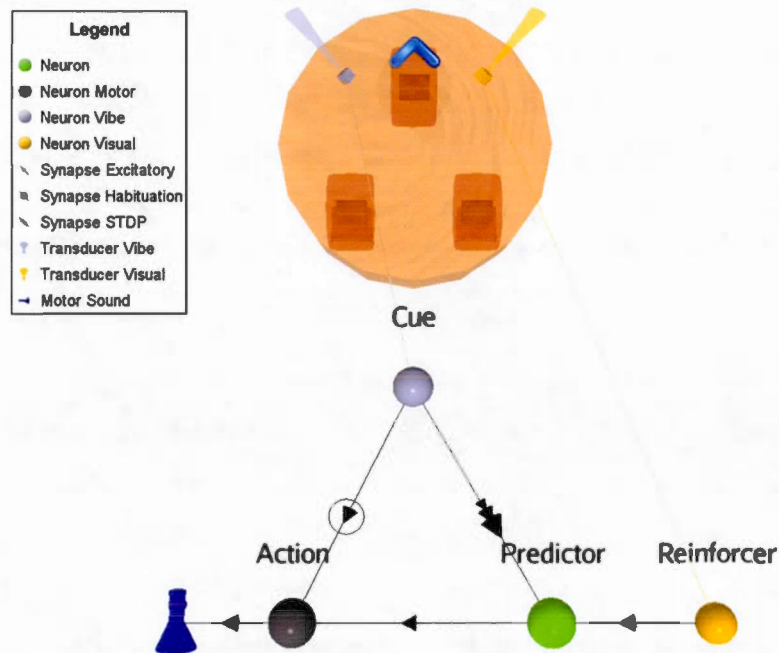 Legend
Neuron
Neuron Motor
Neuron Vibe
Neuron Visual
Synapse Excitatory
Synapse Habituation
Synapse STDP
Transducer Vibe
Transducer Visual
Motor Sound
Cue
Action
Predictor
Reinforcer